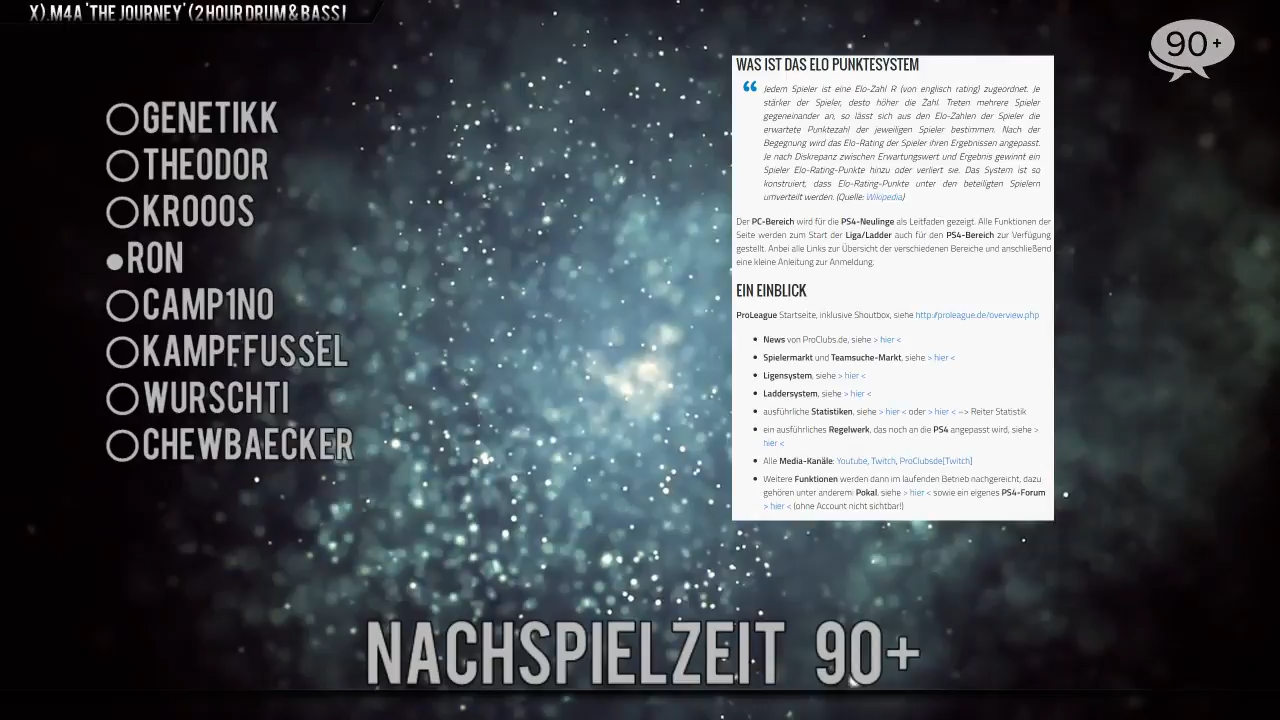 X).M4A 'THE JOURNEY' (2 HOUR DRUM & BASS
90+
GENETIKK
THEODOR
KROOOS
RON
CAMP1NO
KAMPFFUSSEL
WURSCHTI
CHEWBAECKER
WAS IST DAS ELO PUNKTESYSTEM
“ Jedem Spieler ist eine Elo-Zahl R (von englisch rating) zugeordnet. Je
stärker der Spieler, desto höher die Zahl. Treten mehrere Spieler
gegeneinander an, so lässt sich aus den Elo-Zahlen der Spieler die
erwartete Punktezahl der jeweiligen Spieler bestimmen. Nach der
Begegnung wird das Elo-Rating der Spieler ihren Ergebnissen angepasst.
Je nach Diskrepanz zwischen Erwartungswert und Ergebnis gewinnt ein
Spieler Elo-Rating-Punkte hinzu oder verliert sie. Das System ist so
konstruiert, dass Elo-Rating-Punkte unter den beteiligten Spielern
umverteilt werden. (Quelle: Wikipedia)
Der PC-Bereich wird für die PS4-Neulinge als Leitfaden gezeigt. Alle Funktionen der
Seite werden zum Start der Liga/Ladder auch für den PS4-Bereich zur Verfügung
gestellt. Anbei alle Links zur Übersicht der verschiedenen Bereiche und anschließend
eine kleine Anleitung zur Anmeldung.
EIN EINBLICK
ProLeague Startseite, inklusive Shoutbox, siehe http://proleague.de/overview.php
• News von ProClubs.de, siehe > hier <
• Spielermarkt und Teamsuche-Markt, siehe > hier <
• Ligensystem, siehe > hier <
• Laddersystem, siehe > hier <
• ausführliche Statistiken, siehe > hier < oder > hier < –> Reiter Statistik
• ein ausführliches Regelwerk, das noch an die PS4 angepasst wird, siehe >
hier <
• Alle Media-Kanäle: Youtube, Twitch, ProClubsde[Twitch]
• Weitere Funktionen werden dann im laufenden Betrieb nachgereicht, dazu
gehören unter anderem: Pokal, siehe > hier < sowie ein eigenes PS4-Forum
> hier < (ohne Account nicht sichtbar!)
NACHSPIELZEIT 90+